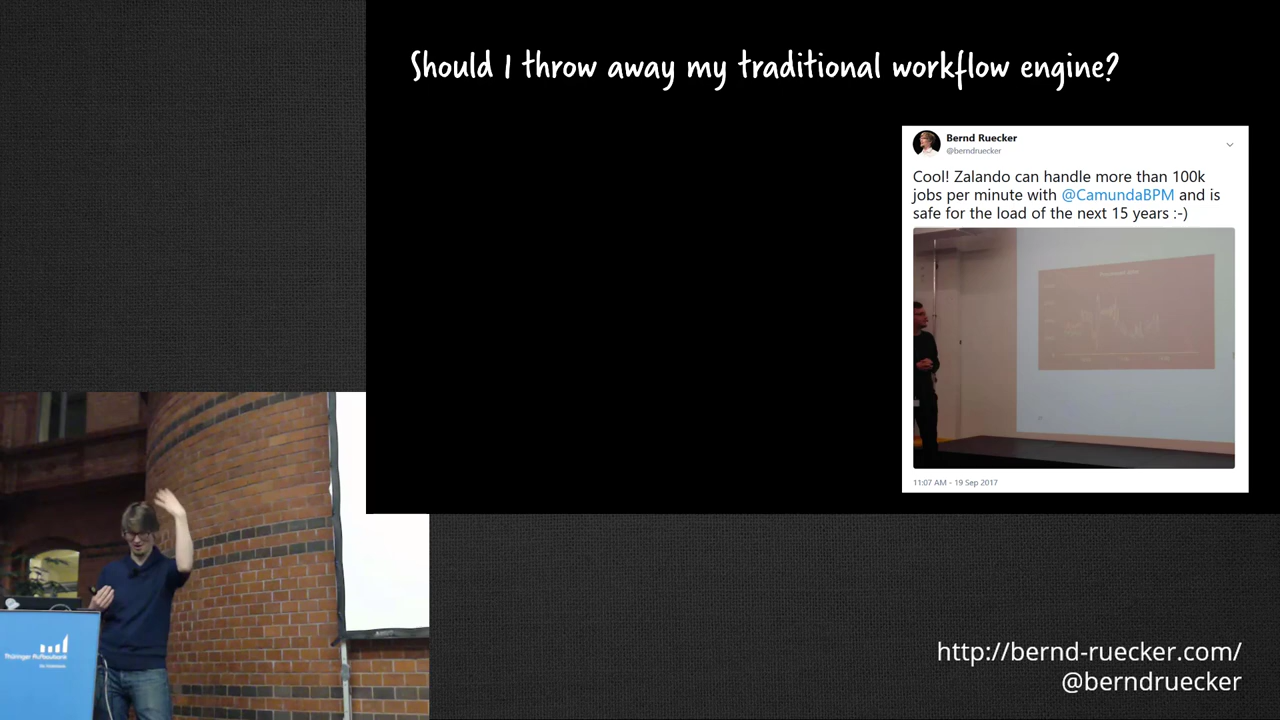 Should I throw away my traditional workflow engine?
Bernd Ruecker
@berndruecker
Cool! Zalando can handle more than 100k
jobs per minute with @CamundaBPM and is
safe for the load of the next 15 years :-)
11:07 AM - 19 Sep 2017
http://bernd-ruecker.com/
@berndruecker